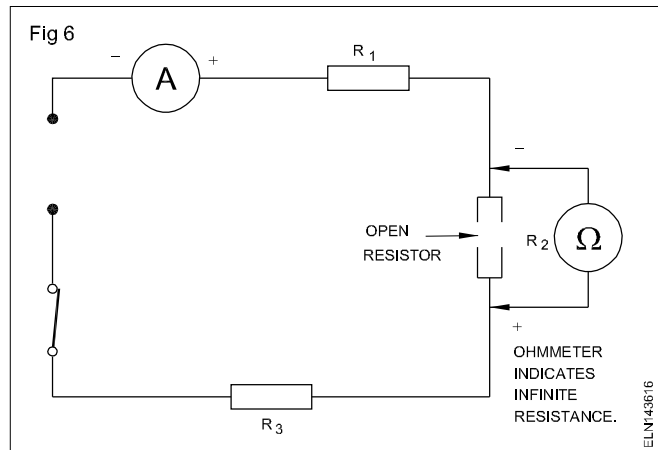 Fig 6
− A +
R1
−
OPEN
RESISTOR
R2 Ω
+
OHMMETER
INDICATES
INFINITE
RESISTANCE.
R3
ELN143616